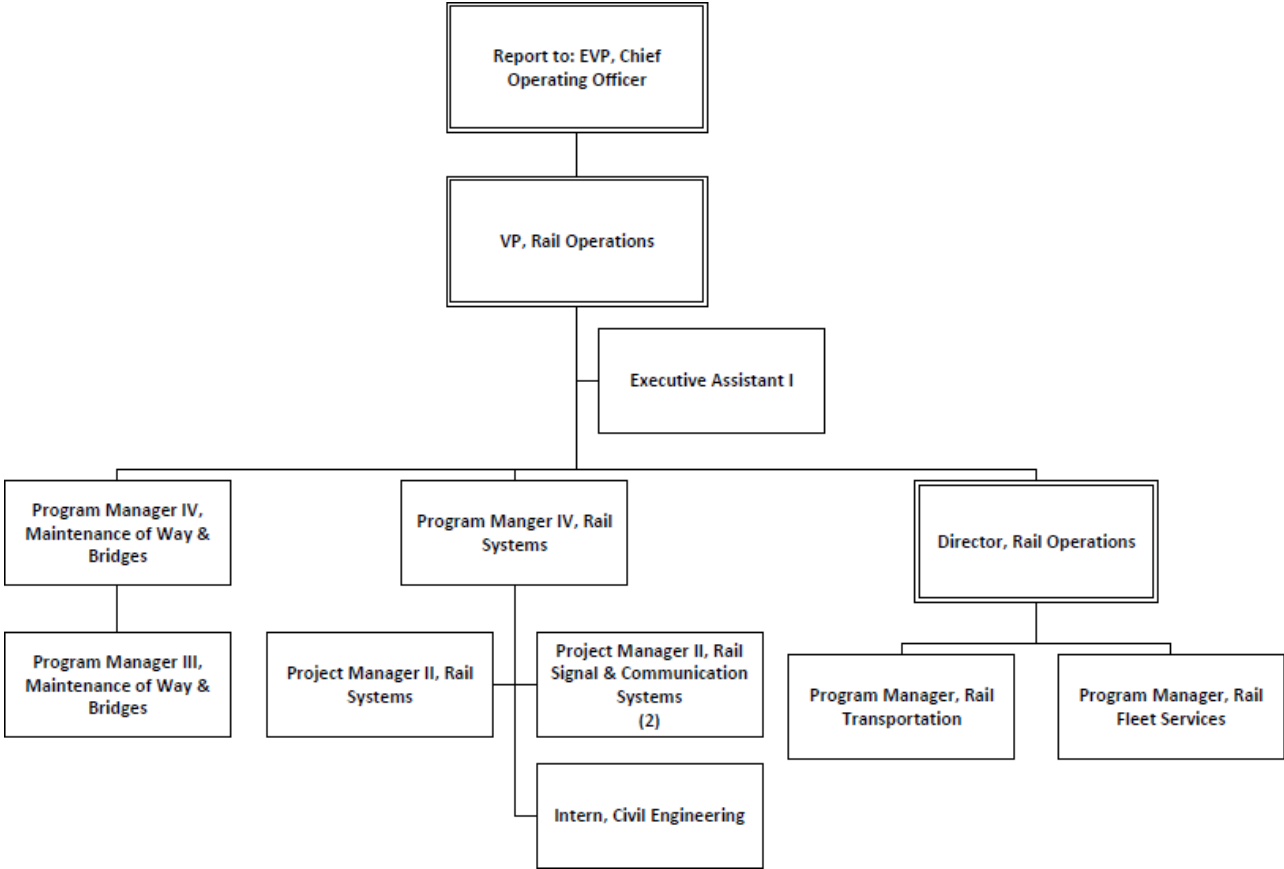 Report to: EVP, Chief
Operating Officer
VP, Rail Operations
Executive Assistant I
Program Manager IV,
Maintenance of Way &
Bridges
Program Manger IV, Rail
Systems
Director, Rail Operations
Program Manager III,
Maintenance of Way &
Bridges
Project Manager II, Rail
Systems
Project Manager II, Rail
Signal & Communication
Systems
(2)
Program Manager, Rail
Transportation
Program Manager, Rail
Fleet Services
Intern, Civil Engineering